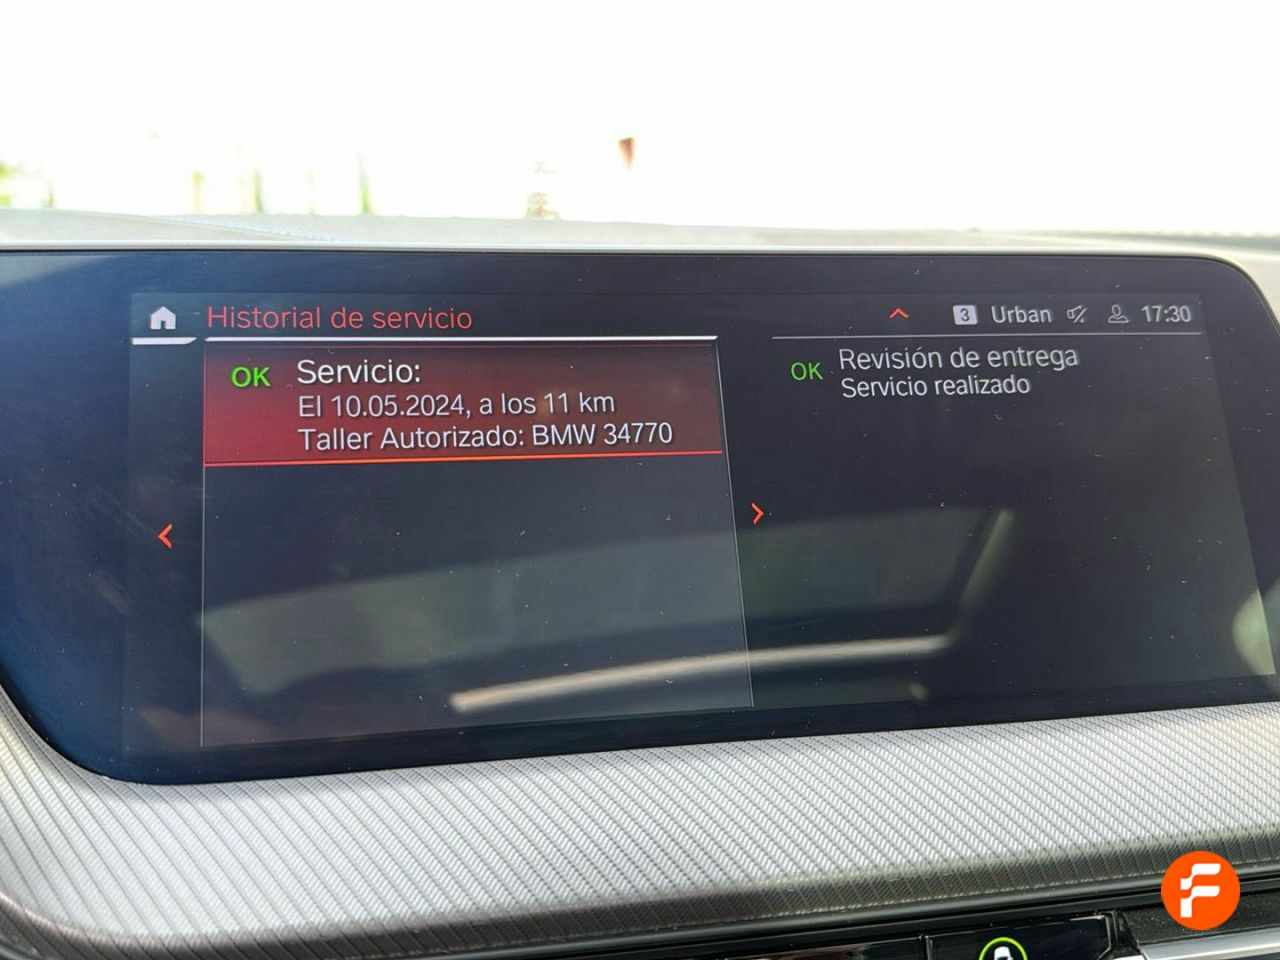 Historial de servicio
3 Urban 17:30
OK Servicio:
El 10.05.2024, a los 11 km
Taller Autorizado: BMW 34770
OK Revisión de entrega
Servicio realizado
F